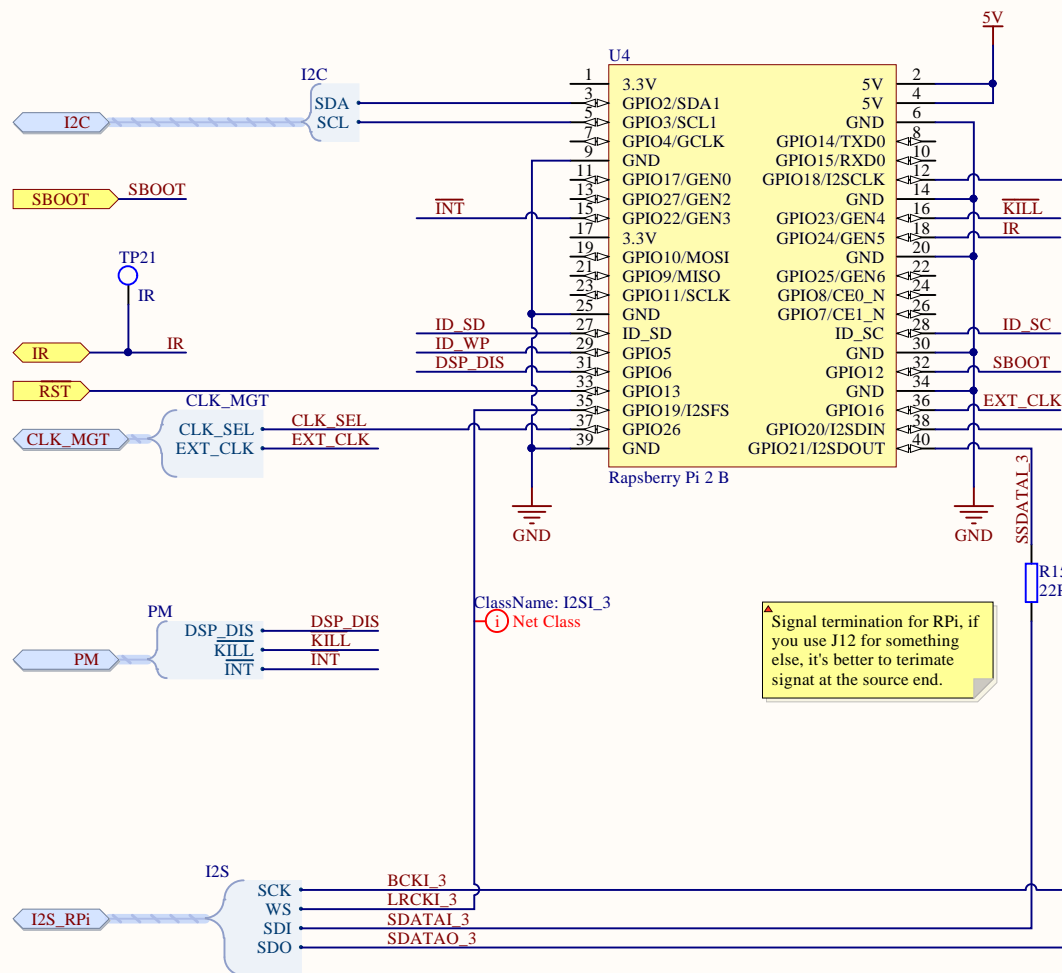 5V
U4
I2C
SDA
SCL
I2C
SBOOT
SBOOT
TP21
IR
IR
IR
RST
CLK_MGT
CLK_SEL
EXT_CLK
CLK_MGT
CLK_SEL
EXT_CLK
INT
ID_SD
ID_WP
DSP_DIS
1 3.3V 5V 2
3 GPIO2/SDA1 5V 4
5 GPIO3/SCL1 GND 6
7 GPIO4/GCLK GPIO14/TXD0 8
9 GND GPIO15/RXD0 10
11 GPIO17/GEN0 GPIO18/I2SCLK 12
13 GPIO27/GEN2 GND 14
15 GPIO22/GEN3 GPIO23/GEN4 16
17 3.3V GPIO24/GEN5 18
19 GPIO10/MOSI GND 20
21 GPIO9/MISO GPIO25/GEN6 22
23 GPIO11/SCLK GPIO8/CE0_N 24
25 GND GPIO7/CE1_N 26
27 ID_SD ID_SC 28
29 GPIO5 GND 30
31 GPIO6 GPIO12 32
33 GPIO13 GND 34
35 GPIO19/I2SFS GPIO16 36
37 GPIO26 GPIO20/I2SDIN 38
39 GND GPIO21/I2SDOUT 40
Rapsberry Pi 2 B
KILL
IR
ID_SC
SBOOT
EXT_CLK
GND
GND
SSDATAI_3
ClassName: I2SI_3
i Net Class
Signal termination for RPi, if
you use J12 for something
else, it's better to terimate
signat at the source end.
PM
DSP_DIS
KILL
INT
PM
DSP_DIS
KILL
INT
I2S
SCK
WS
SDI
SDO
I2S_RPi
BCKI_3
LRCKI_3
SDATAI_3
SDATAO_3